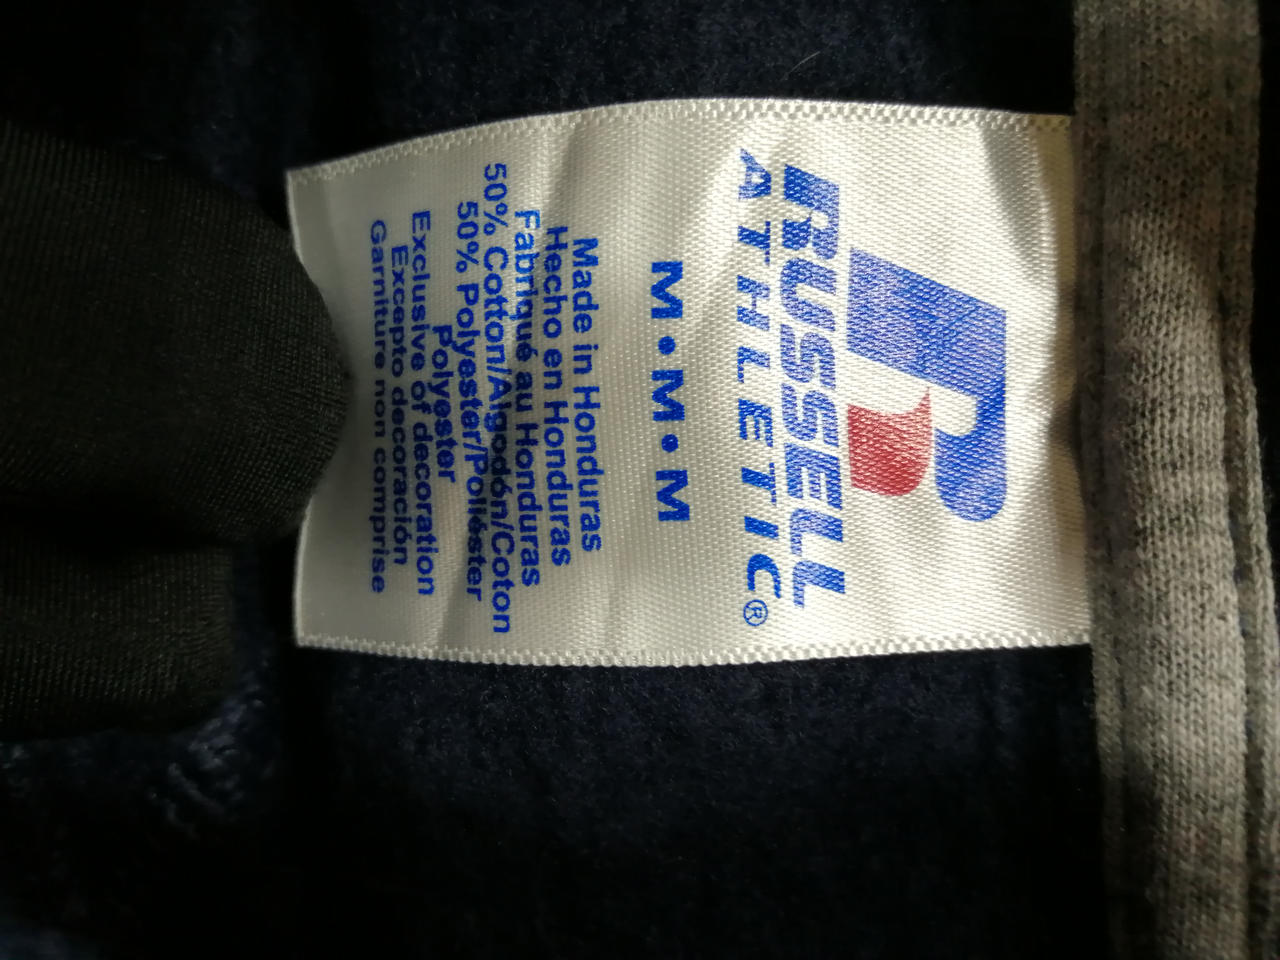 RUSSELL
ATHLETIC®
M•M•M
Made in Honduras
Hecho en Honduras
Fabriqué au Honduras
50% Cotton/Algodón/Coton
50% Polyester/Poliéster
Polyester
Exclusive of decoration
Excepto decoración
Garniture non comprise